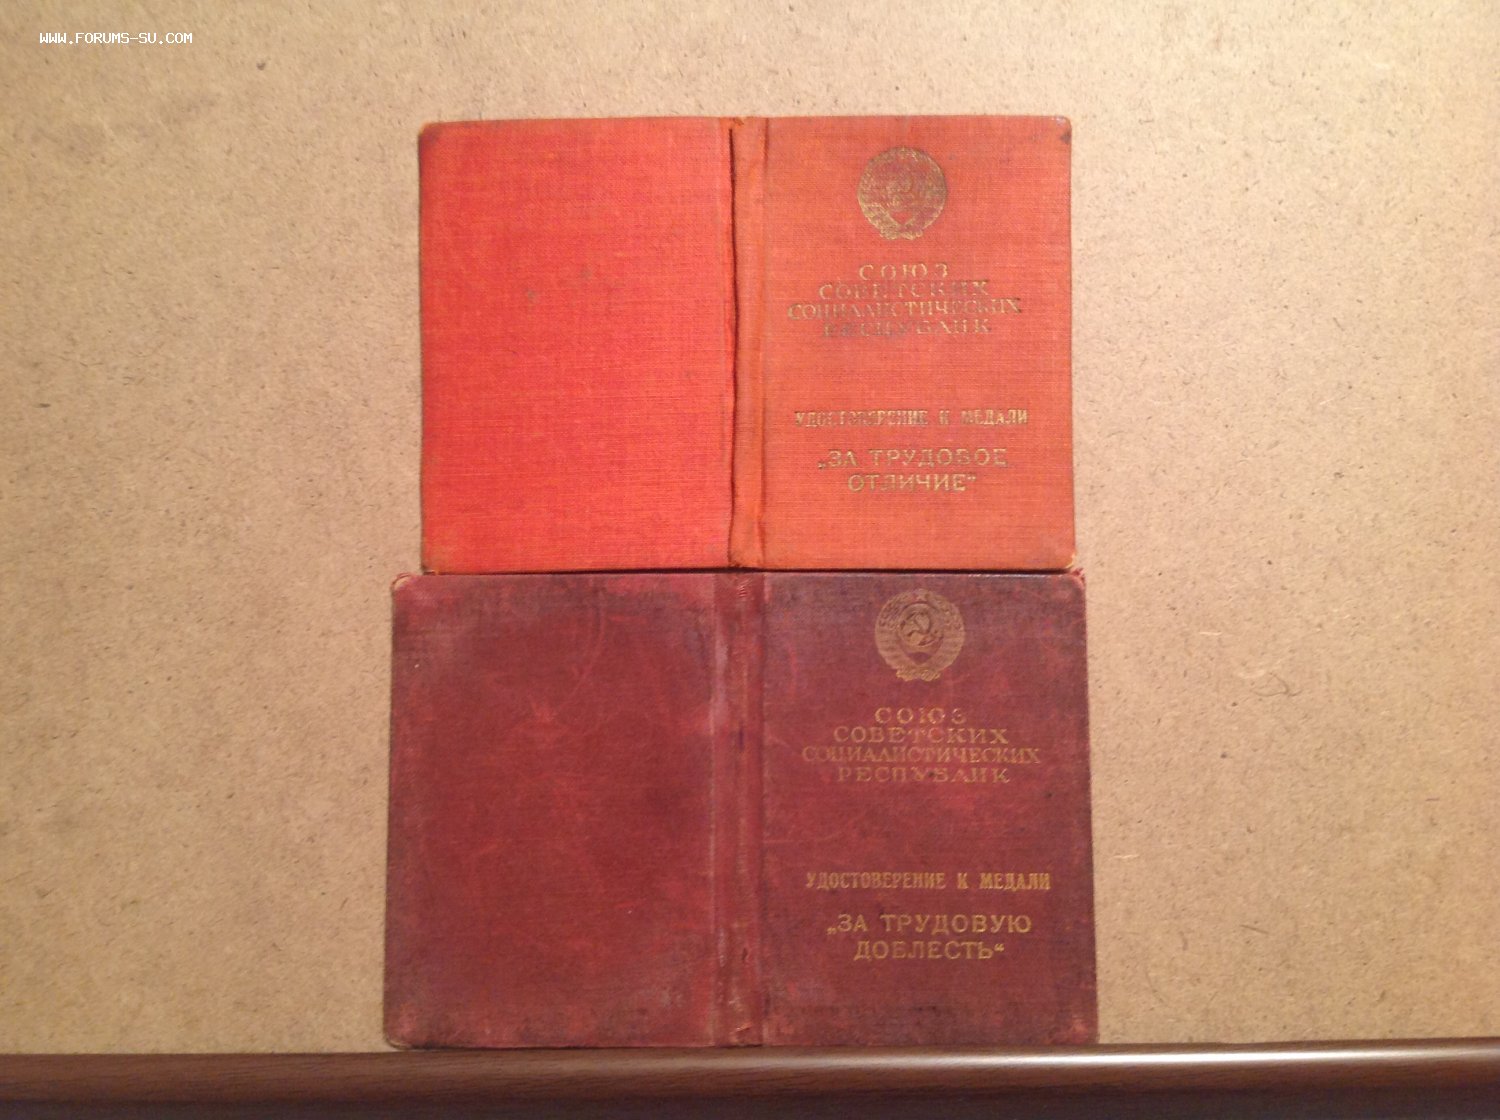 WWW.FORUMS-SU.COM
СОЮЗ
СОВЕТСКИХ
СОЦИАЛИСТИЧЕСКИХ
РЕСПУБЛИК
УДОСТОВЕРЕНИЕ К МЕДАЛИ
„ЗА ТРУДОВОЕ
ОТЛИЧИЕ“
СОЮЗ
СОВЕТСКИХ
СОЦИАЛИСТИЧЕСКИХ
РЕСПУБЛИК
УДОСТОВЕРЕНИЕ К МЕДАЛИ
„ЗА ТРУДОВУЮ
ДОБЛЕСТЬ“